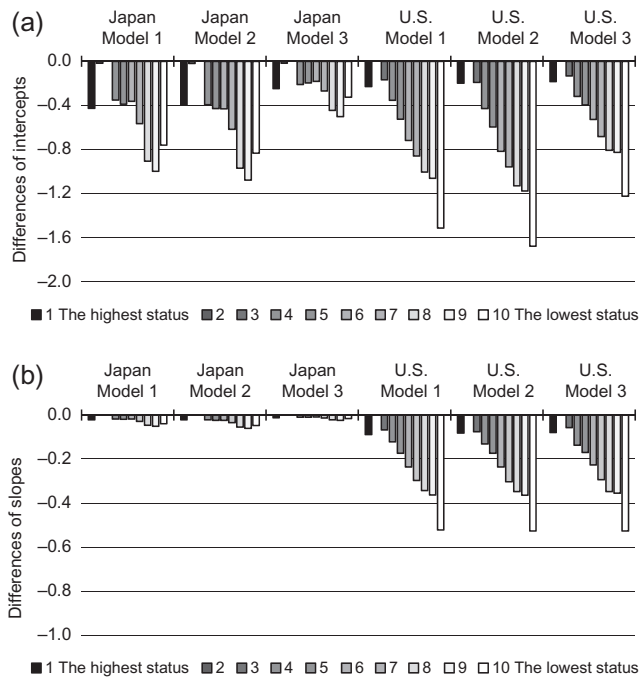 (a)
Japan Model 1
Japan Model 2
Japan Model 3
U.S. Model 1
U.S. Model 2
U.S. Model 3
Differences of intercepts
0.0
–0.4
–0.8
–1.2
–1.6
–2.0
1 The highest status 2 3 4 5 6 7 8 9 10 The lowest status
(b)
Japan Model 1
Japan Model 2
Japan Model 3
U.S. Model 1
U.S. Model 2
U.S. Model 3
Differences of slopes
0.0
–0.2
–0.4
–0.6
–0.8
–1.0
1 The highest status 2 3 4 5 6 7 8 9 10 The lowest status